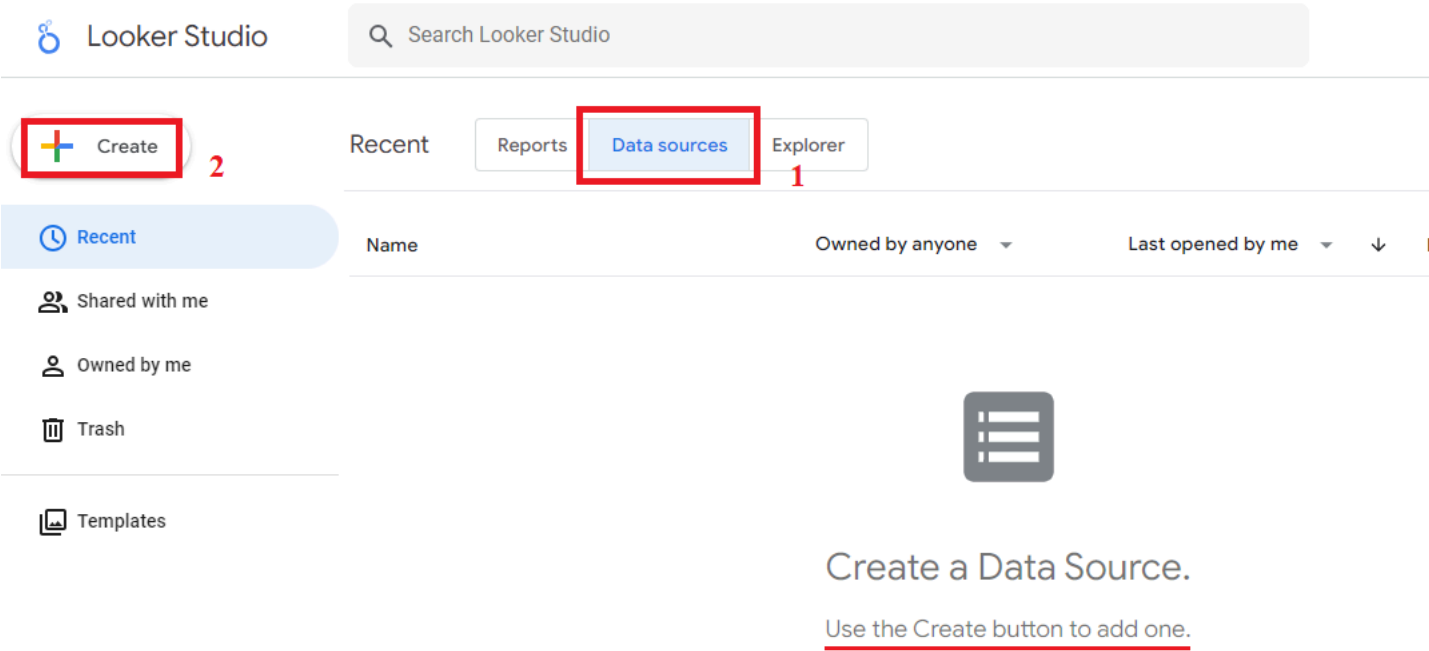 Looker Studio
Search Looker Studio
Create
2
Recent
Reports
Data sources
Explorer
1
Recent
Shared with me
Owned by me
Trash
Templates
Name
Owned by anyone
Last opened by me
Create a Data Source.
Use the Create button to add one.